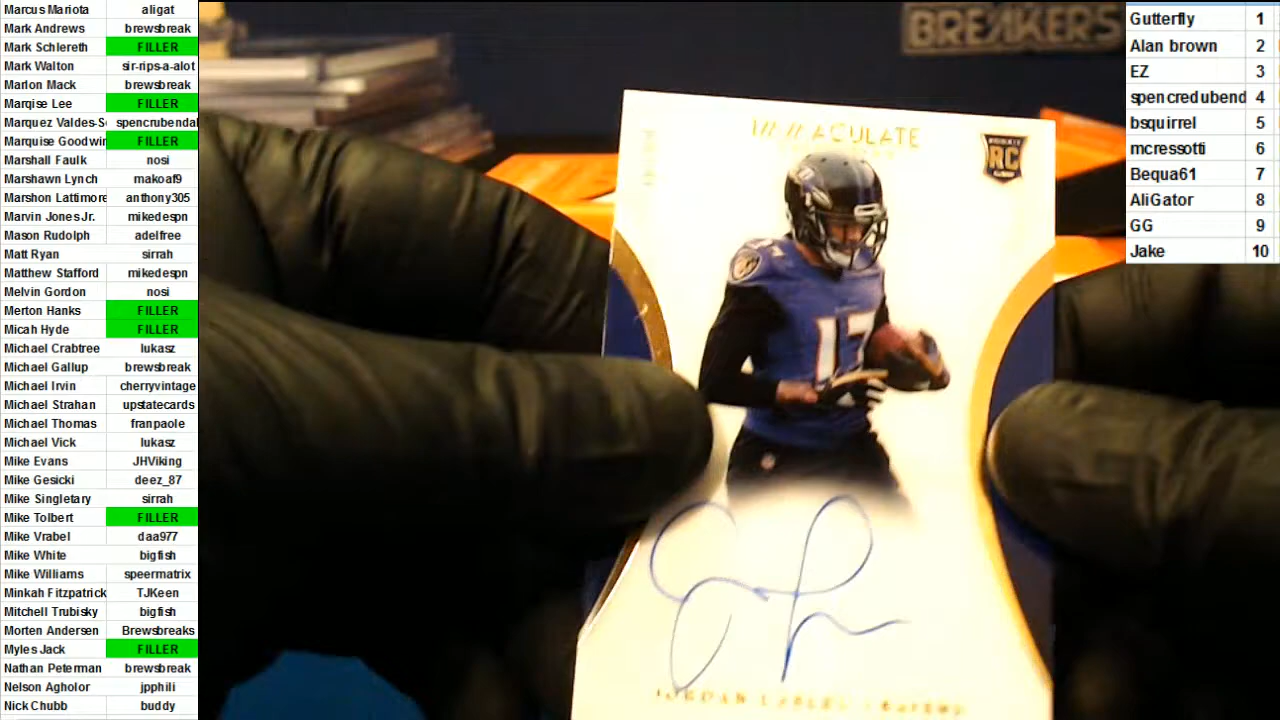 Marcus Mariota aligat
Mark Andrews brewsbreak
Mark Schlereth FILLER
Mark Walton sir-rips-a-alot
Marlon Mack brewsbreak
Marqise Lee FILLER
Marquez Valdes-S spencrubenda
Marquise Goodwin FILLER
Marshall Faulk nosi
Marshawn Lynch makoaf9
Marshon Lattimore anthony305
Marvin Jones Jr. mikedespn
Mason Rudolph adelfree
Matt Ryan sirrah
Matthew Stafford mikedespn
Melvin Gordon nosi
Merton Hanks FILLER
Micah Hyde FILLER
Michael Crabtree lukasz
Michael Gallup brewsbreak
Michael Irvin cherryvintage
Michael Strahan upstatecards
Michael Thomas franpaole
Michael Vick lukasz
Mike Evans JHViking
Mike Gesicki deez_87
Mike Singletary sirrah
Mike Tolbert FILLER
Mike Vrabel daa977
Mike White bigfish
Mike Williams speermatrix
Minkah Fitzpatrick TJKeen
Mitchell Trubisky bigfish
Morten Andersen Brewsbreaks
Myles Jack FILLER
Nathan Peterman brewsbreak
Nelson Agholor jpphili
Nick Chubb buddy
BREAKERS
IMMACULATE
RC
17
JORDAN LASLEY
Gutterfly 1
Alan brown 2
EZ 3
spencredubend 4
bsquirrel 5
mcressotti 6
Bequa61 7
AliGator 8
GG 9
Jake 10